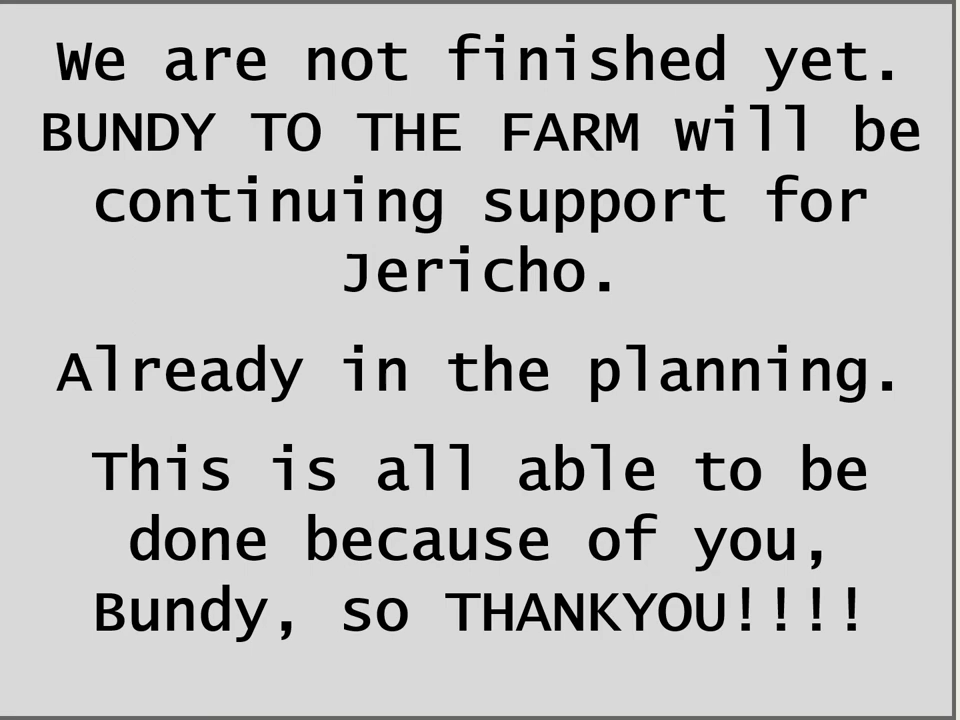 We are not finished yet.
BUNDY TO THE FARM will be
continuing support for
Jericho.
Already in the planning.
This is all able to be
done because of you,
Bundy, so THANKYOU!!!!